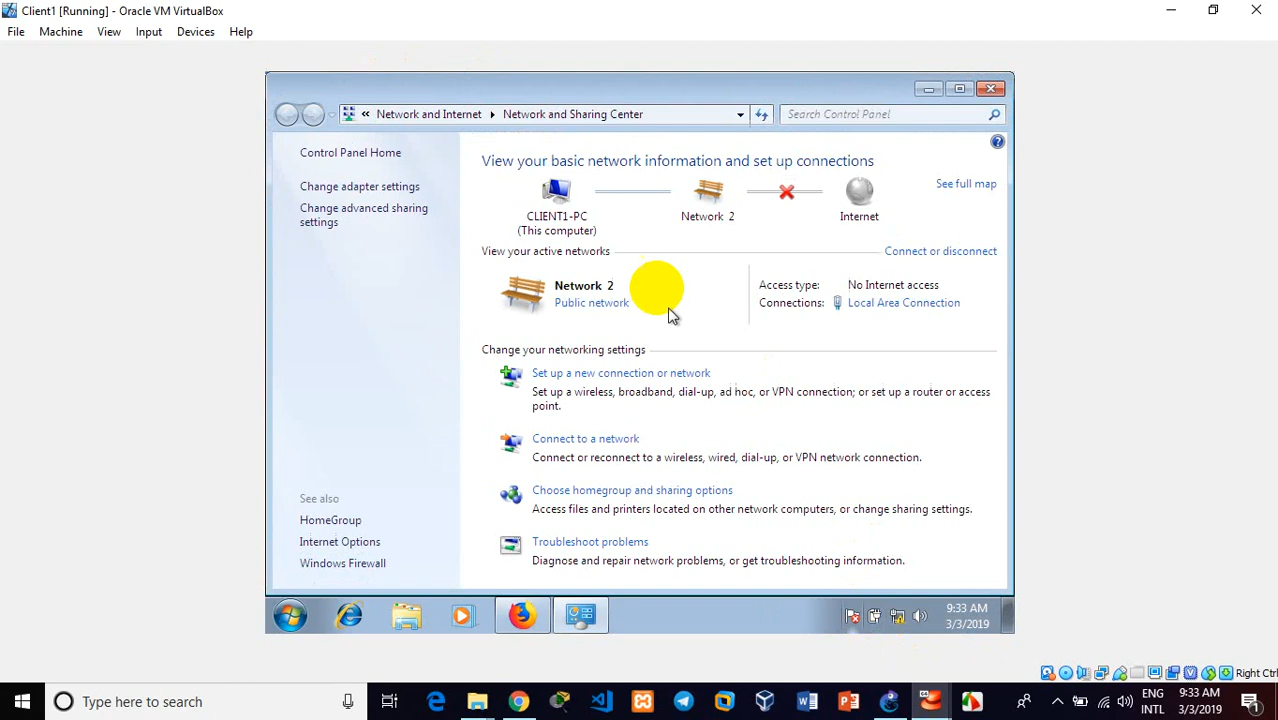 Client1 [Running] - Oracle VM VirtualBox
File Machine View Input Devices Help
« Network and Internet Network and Sharing Center
Search Control Panel
Control Panel Home
Change adapter settings
Change advanced sharing
settings
View your basic network information and set up connections
See full map
CLIENT1-PC
(This computer)
Network 2
Internet
View your active networks
Connect or disconnect
Network 2
Public network
Access type: No Internet access
Connections: Local Area Connection
Change your networking settings
Set up a new connection or network
Set up a wireless, broadband, dial-up, ad hoc, or VPN connection; or set up a router or access
point.
Connect to a network
Connect or reconnect to a wireless, wired, dial-up, or VPN network connection.
Choose homegroup and sharing options
Access files and printers located on other network computers, or change sharing settings.
Troubleshoot problems
Diagnose and repair network problems, or get troubleshooting information.
See also
HomeGroup
Internet Options
Windows Firewall
9:33 AM
3/3/2019
Right Ctrl
Type here to search
ENG
INTL
9:33 AM
3/3/2019
1